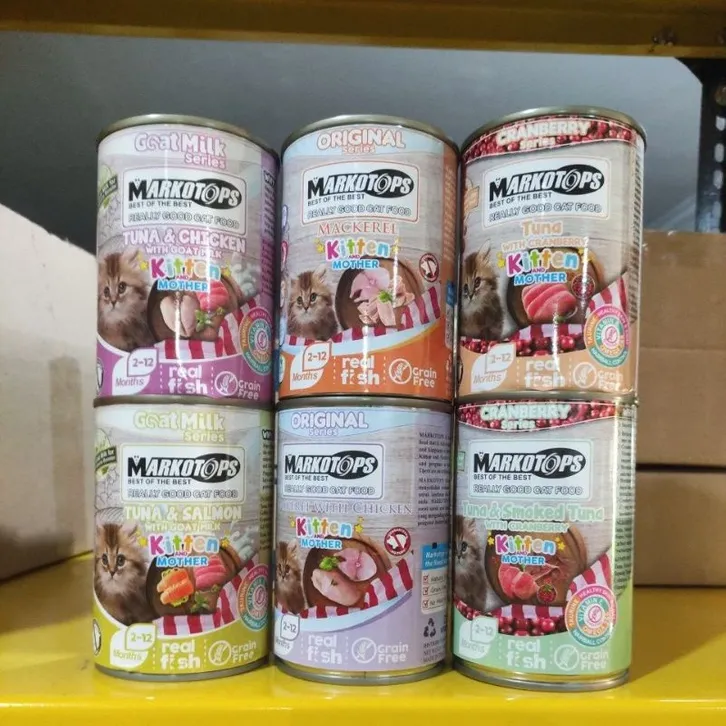 Goat Milk
Series
MARKOTOPS
BEST OF THE BEST
REALLY GOOD CAT FOOD
TUNA & CHICKEN
WITH GOAT MILK
Kitten
MOTHER
2-12
Months
real
fish
Grain
Free
ORIGINAL
Series
MARKOTOPS
BEST OF THE BEST
REALLY GOOD CAT FOOD
MACKEREL
Kitten
AND
MOTHER
2-12
Months
real
fish
Grain
Free
CRANBERRY
Series
MARKOTOPS
BEST OF THE BEST
REALLY GOOD CAT FOOD
Tuna
WITH CRANBERRY
Kitten
AND
MOTHER
2-12
Months
real
fish
Grain
Free
Goat Milk
Series
MARKOTOPS
BEST OF THE BEST
REALLY GOOD CAT FOOD
TUNA & SALMON
WITH GOAT MILK
Kitten
MOTHER
2-12
Months
real
fish
Grain
Free
ORIGINAL
Series
MARKOTOPS
BEST OF THE BEST
REALLY GOOD CAT FOOD
WITH CHICKEN
Kitten
MOTHER
2-12
Months
real
fish
Grain
Free
CRANBERRY
Series
MARKOTOPS
BEST OF THE BEST
REALLY GOOD CAT FOOD
Tuna & Smoked Tuna
WITH CRANBERRY
Kitten
MOTHER
2-12
Months
real
fish
Grain
Free